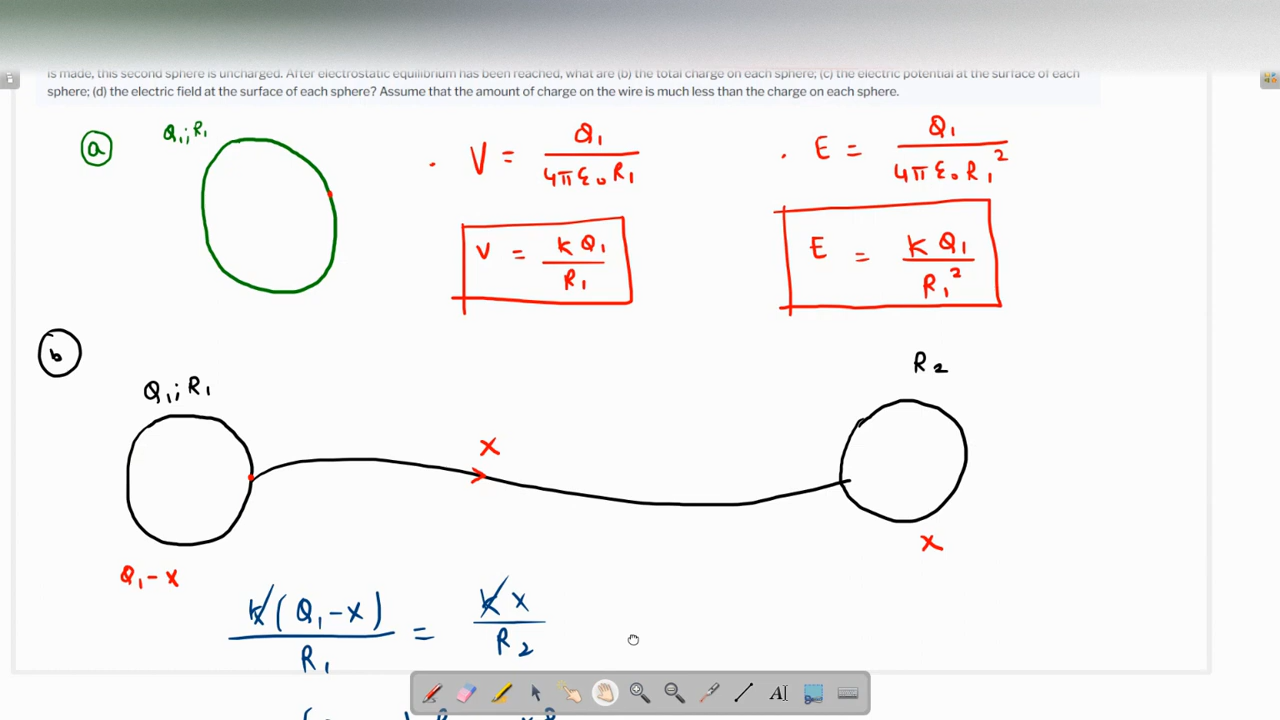 is made, this second sphere is uncharged. After electrostatic equilibrium has been reached, what are (b) the total charge on each sphere; (c) the electric potential at the surface of each
sphere; (d) the electric field at the surface of each sphere? Assume that the amount of charge on the wire is much less than the charge on each sphere.
a
Q₁; R₁
. V = Q₁ / 4πε₀R₁
. E = Q₁ / 4πε₀R₁²
V = KQ₁ / R₁
E = KQ₁ / R₁²
b
Q₁; R₁
R₂
x
x
Q₁-x
K(Q₁-x) / R₁ = Kx / R₂
AI